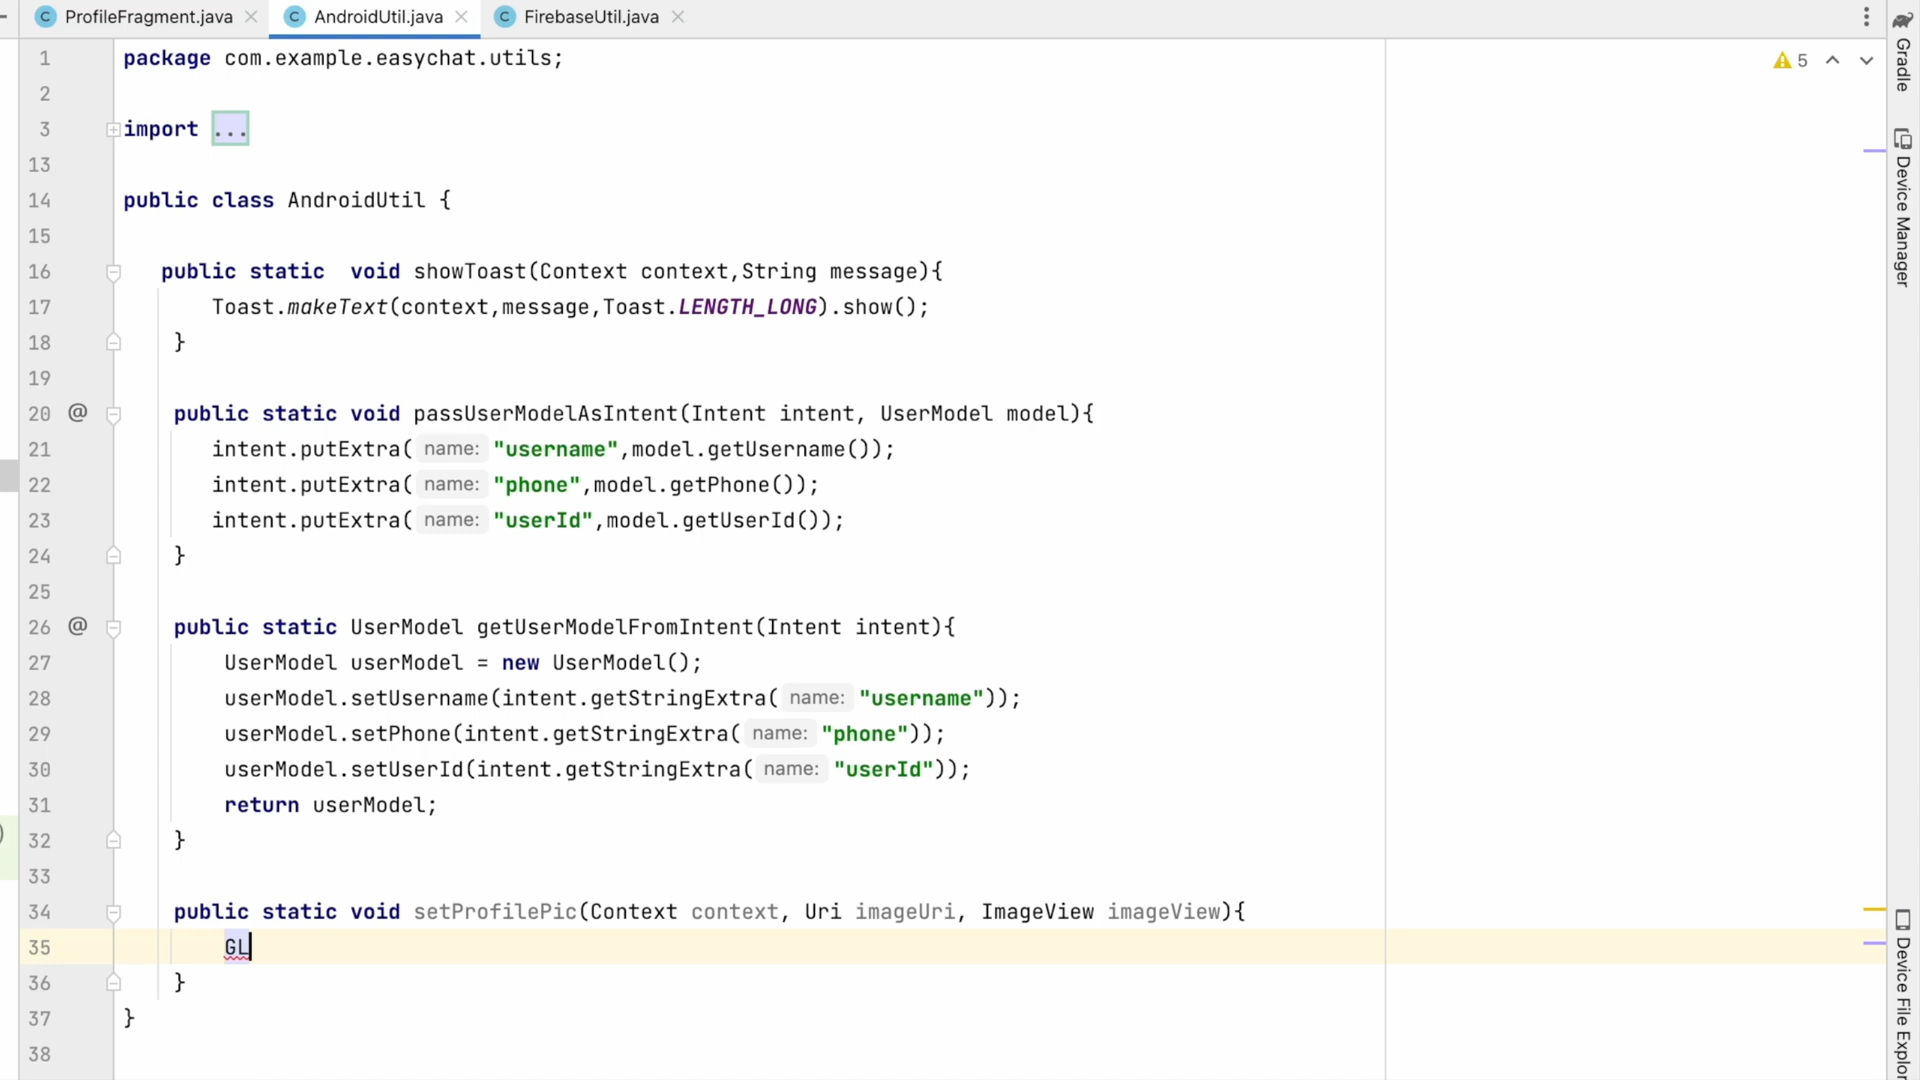 ProfileFragment.java AndroidUtil.java FirebaseUtil.java
1 package com.example.easychat.utils;
5
2
3 import ...
13
14 public class AndroidUtil {
15
16 public static  void showToast(Context context,String message){
17 Toast.makeText(context,message,Toast.LENGTH_LONG).show();
18 }
19
20 @ public static void passUserModelAsIntent(Intent intent, UserModel model){
21 intent.putExtra( name: "username",model.getUsername());
22 intent.putExtra( name: "phone",model.getPhone());
23 intent.putExtra( name: "userId",model.getUserId());
24 }
25
26 @ public static UserModel getUserModelFromIntent(Intent intent){
27 UserModel userModel = new UserModel();
28 userModel.setUsername(intent.getStringExtra( name: "username"));
29 userModel.setPhone(intent.getStringExtra( name: "phone"));
30 userModel.setUserId(intent.getStringExtra( name: "userId"));
31 return userModel;
32 }
33
34 public static void setProfilePic(Context context, Uri imageUri, ImageView imageView){
35 GL
36 }
37 }
38
Gradle
Device Manager
Device File Explor